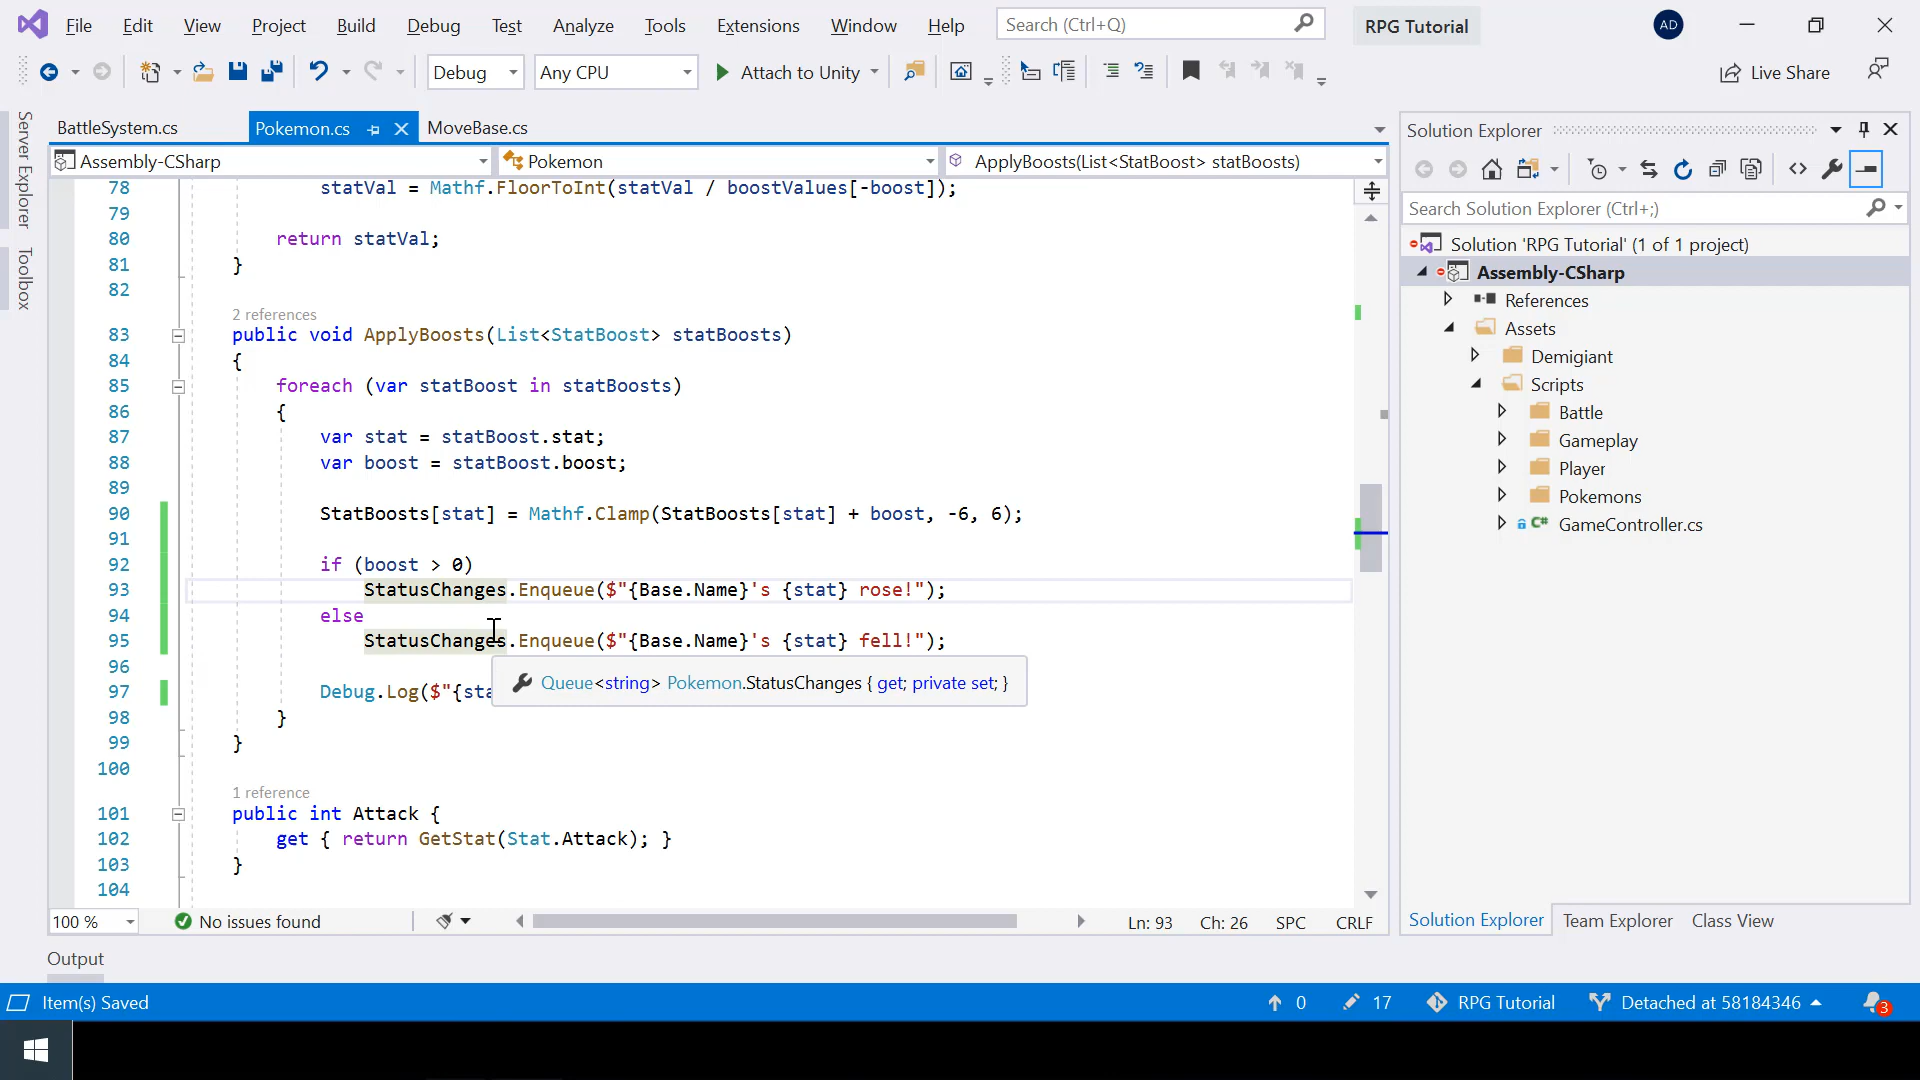 File Edit View Project Build Debug Test Analyze Tools Extensions Window Help Search (Ctrl+Q) RPG Tutorial AD
Debug Any CPU Attach to Unity Live Share
Server Explorer
Toolbox
BattleSystem.cs Pokemon.cs MoveBase.cs
Assembly-CSharp Pokemon ApplyBoosts(List<StatBoost> statBoosts)
78 statVal = Mathf.FloorToInt(statVal / boostValues[-boost]);
79
80 return statVal;
81 }
82
2 references
83 public void ApplyBoosts(List<StatBoost> statBoosts)
84 {
85 foreach (var statBoost in statBoosts)
86 {
87 var stat = statBoost.stat;
88 var boost = statBoost.boost;
89
90 StatBoosts[stat] = Mathf.Clamp(StatBoosts[stat] + boost, -6, 6);
91
92 if (boost > 0)
93 StatusChanges.Enqueue($"{Base.Name}'s {stat} rose!");
94 else
95 StatusChanges.Enqueue($"{Base.Name}'s {stat} fell!");
96
Queue<string> Pokemon.StatusChanges { get; private set; }
97 Debug.Log($"{sta
98 }
99 }
100
1 reference
101 public int Attack {
102 get { return GetStat(Stat.Attack); }
103 }
104
100 % No issues found Ln: 93 Ch: 26 SPC CRLF
Output
Solution Explorer
Search Solution Explorer (Ctrl+;)
Solution 'RPG Tutorial' (1 of 1 project)
Assembly-CSharp
References
Assets
Demigiant
Scripts
Battle
Gameplay
Player
Pokemons
GameController.cs
Solution Explorer Team Explorer Class View
Item(s) Saved 0 17 RPG Tutorial Detached at 58184346 3